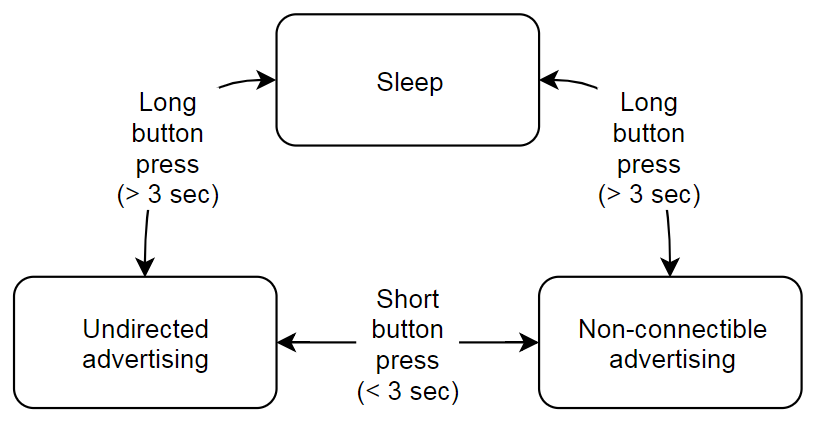 Sleep
Long
button
press
(> 3 sec)
Long
button
press
(> 3 sec)
Undirected
advertising
Short
button
press
(< 3 sec)
Non-connectible
advertising